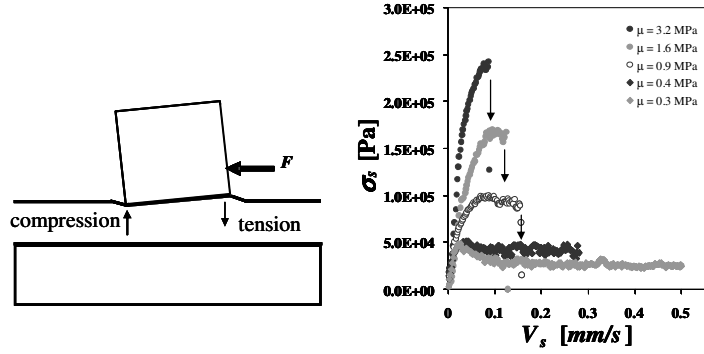 F
compression
tension
3.0E+05
2.5E+05
2.0E+05
1.5E+05
1.0E+05
5.0E+04
0.0E+00
σs [Pa]
μ = 3.2 MPa
μ = 1.6 MPa
μ = 0.9 MPa
μ = 0.4 MPa
μ = 0.3 MPa
0 0.1 0.2 0.3 0.4 0.5
Vs [mm/s]